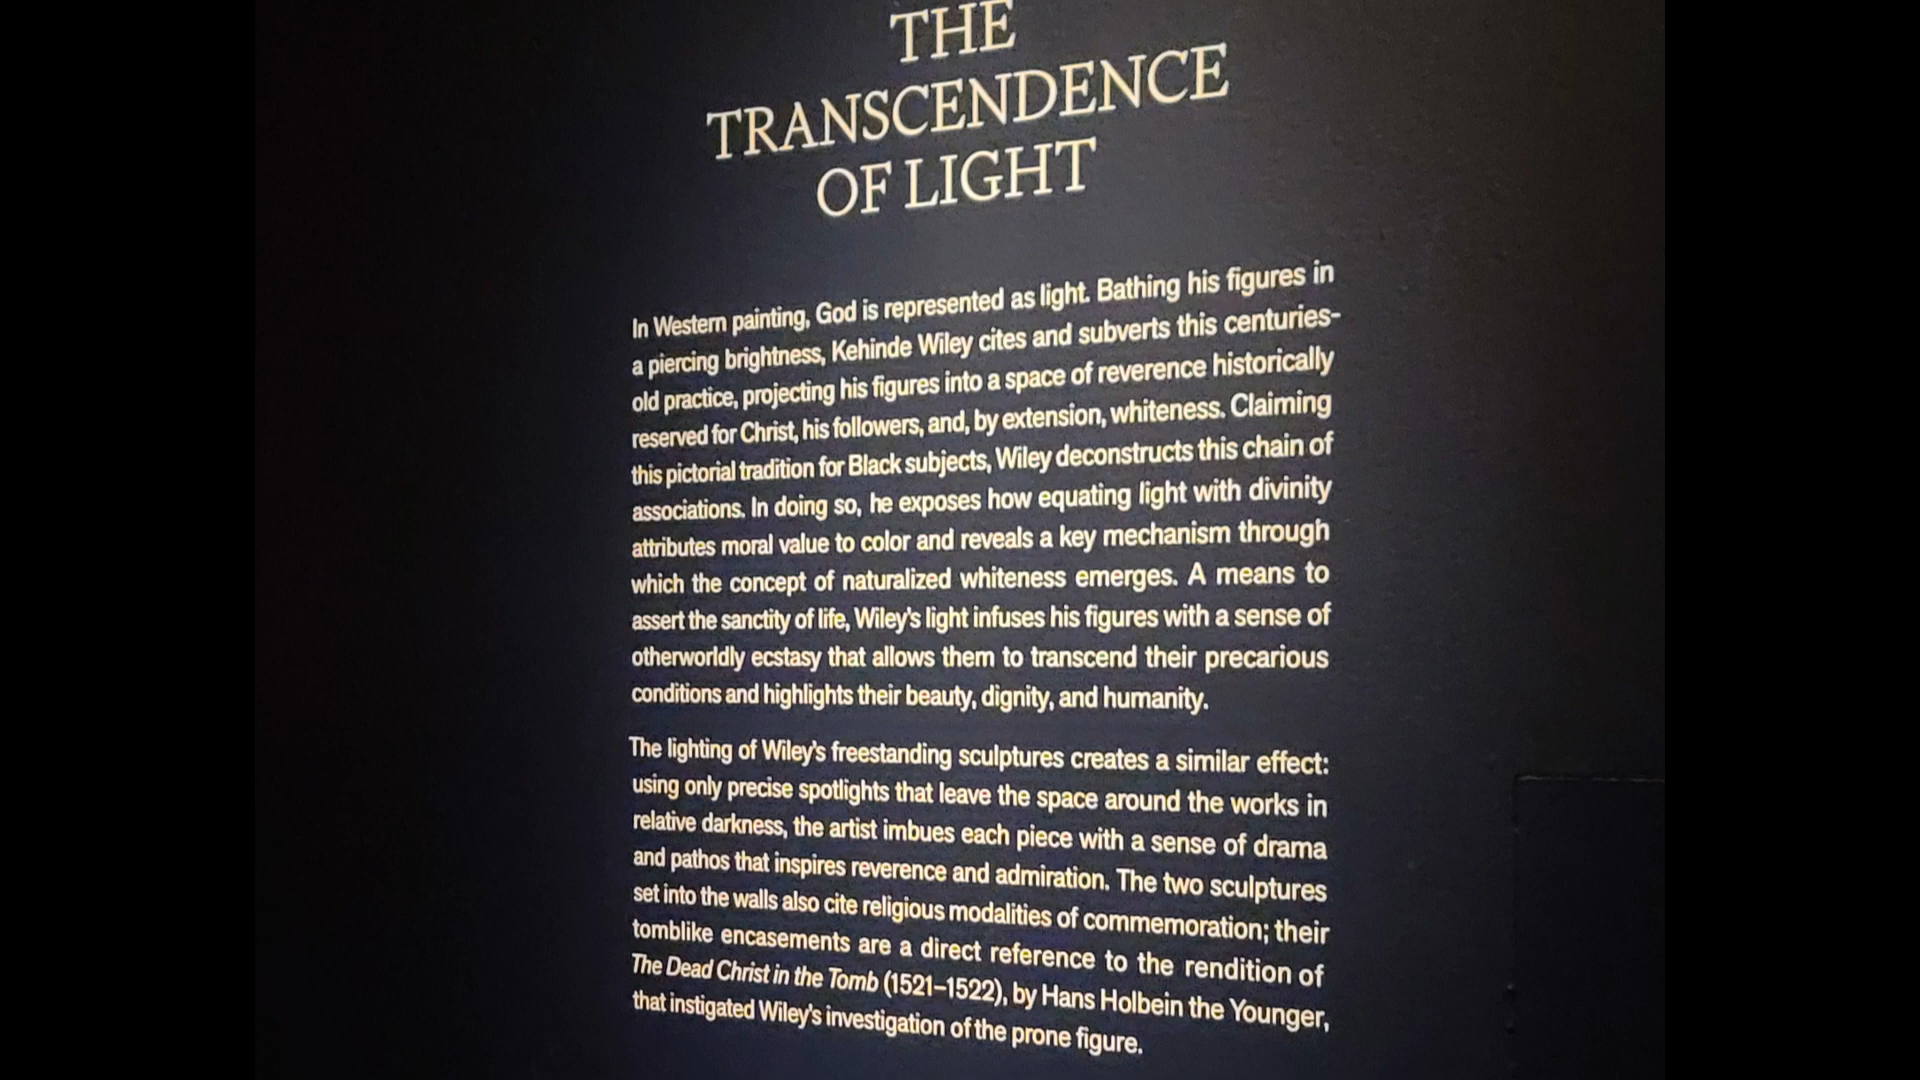 THE
TRANSCENDENCE
OF LIGHT
In Western painting, God is represented as light. Bathing his figures in
a piercing brightness, Kehinde Wiley cites and subverts this centuries-
old practice, projecting his figures into a space of reverence historically
reserved for Christ, his followers, and, by extension, whiteness. Claiming
this pictorial tradition for Black subjects, Wiley deconstructs this chain of
associations. In doing so, he exposes how equating light with divinity
attributes moral value to color and reveals a key mechanism through
which the concept of naturalized whiteness emerges. A means to
assert the sanctity of life, Wiley's light infuses his figures with a sense of
otherworldly ecstasy that allows them to transcend their precarious
conditions and highlights their beauty, dignity, and humanity.
The lighting of Wiley's freestanding sculptures creates a similar effect:
using only precise spotlights that leave the space around the works in
relative darkness, the artist imbues each piece with a sense of drama
and pathos that inspires reverence and admiration. The two sculptures
set into the walls also cite religious modalities of commemoration; their
tomblike encasements are a direct reference to the rendition of
The Dead Christ in the Tomb (1521–1522), by Hans Holbein the Younger,
that instigated Wiley's investigation of the prone figure.